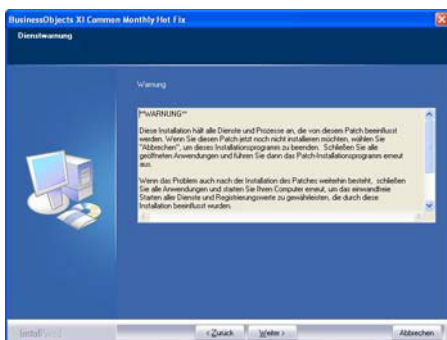 BusinessObjects XI Common Monthly Hot Fix
Dienstwarnung
Warnung
**WARNUNG**
Diese Installation hält alle Dienste und Prozesse an, die von diesem Patch beeinflusst
werden. Wenn Sie diesen Patch jetzt noch nicht installieren möchten, wählen Sie
"Abbrechen", um dieses Installationsprogramm zu beenden. Schließen Sie alle
geöffneten Anwendungen und führen Sie dann das Patch-Installationsprogramm erneut
aus.
Wenn das Problem auch nach der Installation des Patches weiterhin besteht, schließen
Sie alle Anwendungen und starten Sie Ihren Computer erneut, um das einwandfreie
Starten aller Dienste und Registrierungswerte zu gewährleisten, die durch diese
Installation beeinflusst wurden.
< Zurück Weiter > Abbrechen